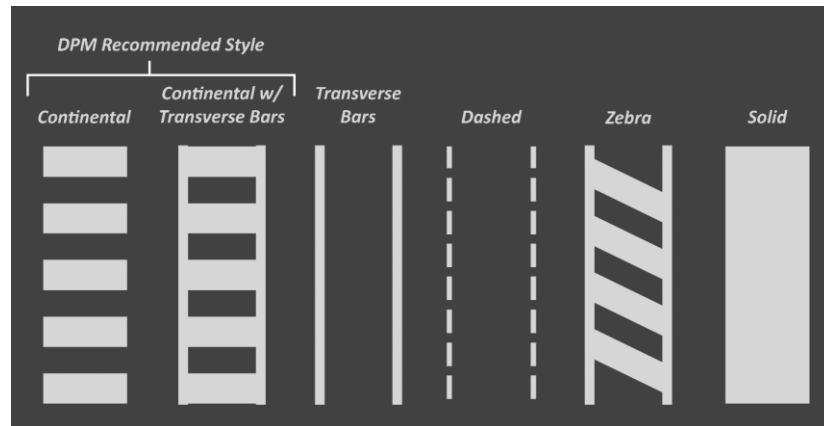 DPM Recommended Style
Continental
Continental w/
Transverse Bars
Transverse
Bars
Dashed
Zebra
Solid